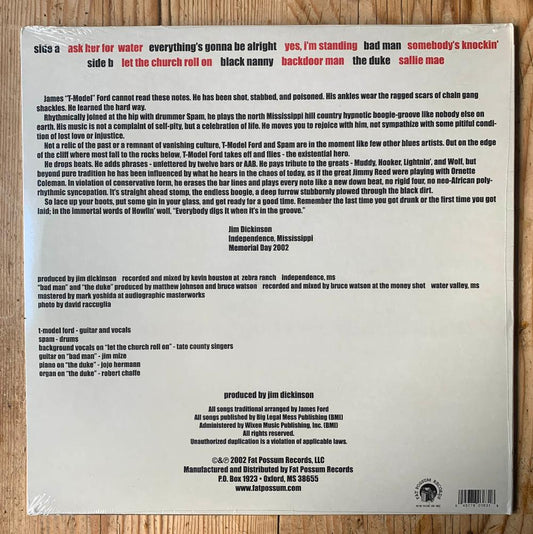 side a ask her for water everything's gonna be alright yes, i'm standing bad man somebody's knockin'
side b let the church roll on black nanny backdoor man the duke sallie mae
James "T-Model" Ford cannot read these notes. He has been shot, stabbed, and poisoned. His ankles wear the ragged scars of chain gang
shackles. He learned the hard way.
Rhythmically joined at the hip with drummer Spam, he plays the north Mississippi hill country hypnotic boogie-groove like nobody else on
earth. His music is not a complaint of self-pity, but a celebration of life. He moves you to rejoice with him, not sympathize with some pitiful condi-
tion of lost love or injustice.
Not a relic of the past or a remnant of vanishing culture, T-Model Ford and Spam are in the moment like few other blues artists. Out on the edge
of the cliff where most fall to the rocks below, T-Model Ford takes off and flies - the existential hero.
He drops beats. He adds phrases - unfettered by twelve bars or A&B. He pays tribute to the greats - Muddy, Hooker, Lightnin', and Wolf, but
beyond pure tradition he has been influenced by what he hears in the chaos of today, as if the great Jimmy Reed were playing with Ornette
Coleman. In violation of conservative form, he erases the bar lines and plays every note like a new down beat, no rigid four, no neo-African poly-
rhythmic syncopation. It's straight ahead stomp, the endless boogie, a deep furrow stubbornly plowed through the black dirt.
So lace up your boots, put some gin in your glass, and get ready for a good time. Remember the last time you got drunk or the first time you got
laid; in the immortal words of Howlin' wolf, "Everybody digs It when it's in the groove."
Jim Dickinson
Independence, Mississippi
Memorial Day 2002
produced by jim dickinson recorded and mixed by kevin houston at zebra ranch independence, ms
"bad man" and "the duke" produced by matthew johnson and bruce watson recorded and mixed by bruce watson at the money shot water valley, ms
mastered by mark yoshida at audiographic masterworks
photo by david raccuglia
t-model ford - guitar and vocals
spam - drums
background vocals on "let the church roll on" - tate county singers
guitar on "bad man" - jim mize
piano on "the duke" - jojo hermann
organ on "the duke" - robert chaffe
produced by jim dickinson
All songs traditional arranged by James Ford
All songs published by Big Legal Mess Publishing (BMI)
Administered by Wixen Music Publishing, Inc. (BMI)
All rights reserved.
Unauthorized duplication is a violation of applicable laws.
©&℗ 2002 Fat Possum Records, LLC
Manufactured and Distributed by Fat Possum Records
P.O. Box 1923 • Oxford, MS 38655
www.fatpossum.com
FAT POSSUM RECORDS